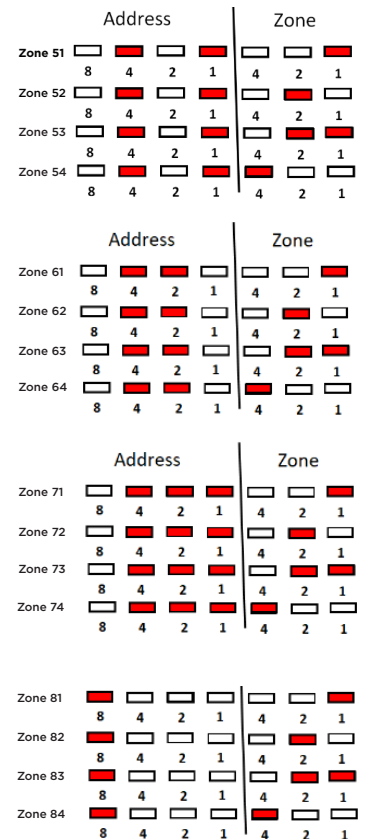 Address Zone
Zone 51
8 4 2 1 4 2 1
Zone 52
8 4 2 1 4 2 1
Zone 53
8 4 2 1 4 2 1
Zone 54
8 4 2 1 4 2 1
Address Zone
Zone 61
8 4 2 1 4 2 1
Zone 62
8 4 2 1 4 2 1
Zone 63
8 4 2 1 4 2 1
Zone 64
8 4 2 1 4 2 1
Address Zone
Zone 71
8 4 2 1 4 2 1
Zone 72
8 4 2 1 4 2 1
Zone 73
8 4 2 1 4 2 1
Zone 74
8 4 2 1 4 2 1
Zone 81
8 4 2 1 4 2 1
Zone 82
8 4 2 1 4 2 1
Zone 83
8 4 2 1 4 2 1
Zone 84
8 4 2 1 4 2 1